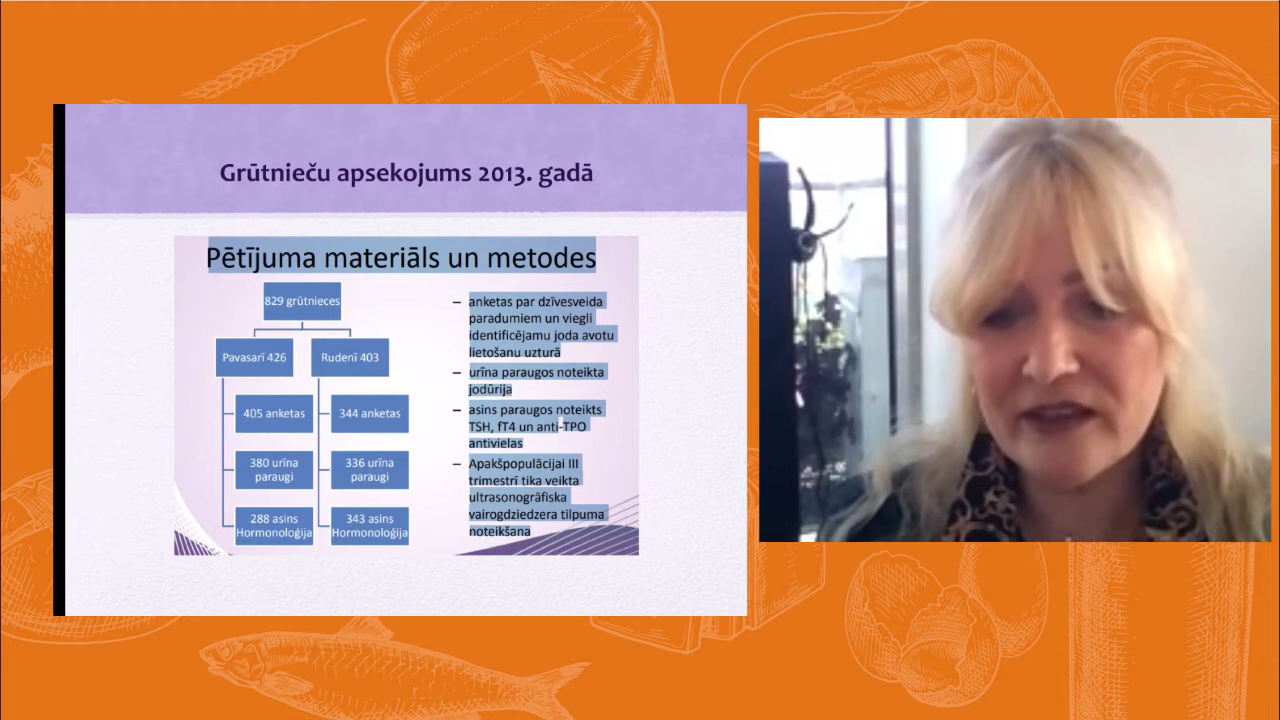 Grūtnieču apsekojums 2013. gadā
Pētījuma materiāls un metodes
829 grūtnieces
Pavasarī 426
Rudenī 403
405 anketas
344 anketas
380 urīna
paraugi
336 urīna
paraugi
288 asins
Hormonoloģija
343 asins
Hormonoloģija
– anketas par dzīvesveida
paradumiem un viegli
identificējamu joda avotu
lietošanu uzturā
– urīna paraugos noteikta
jodūrija
– asins paraugos noteikts
TSH, fT4 un anti-TPO
antivielas
– Apakšpopulācijai III
trimestrī tika veikta
ultrasonogrāfiska
vairogdziedzera tilpuma
noteikšana